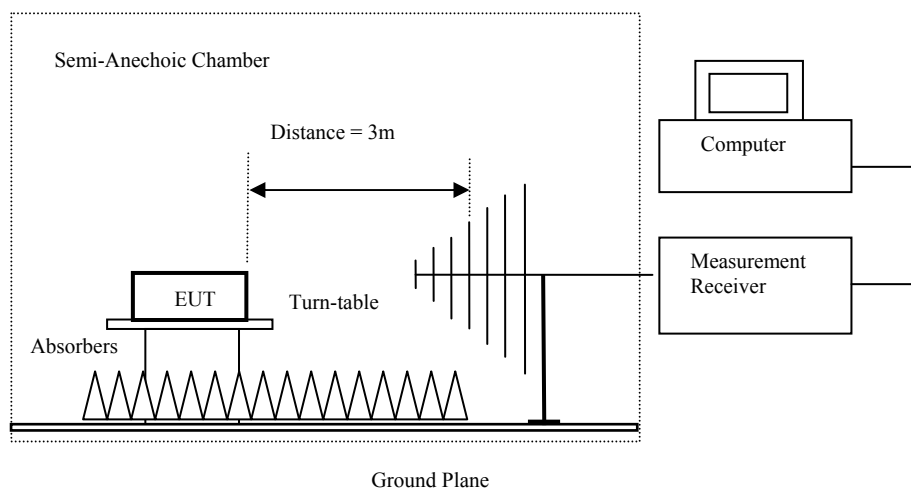 Semi-Anechoic Chamber
Distance = 3m
Computer
Measurement
Receiver
EUT
Turn-table
Absorbers
Ground Plane